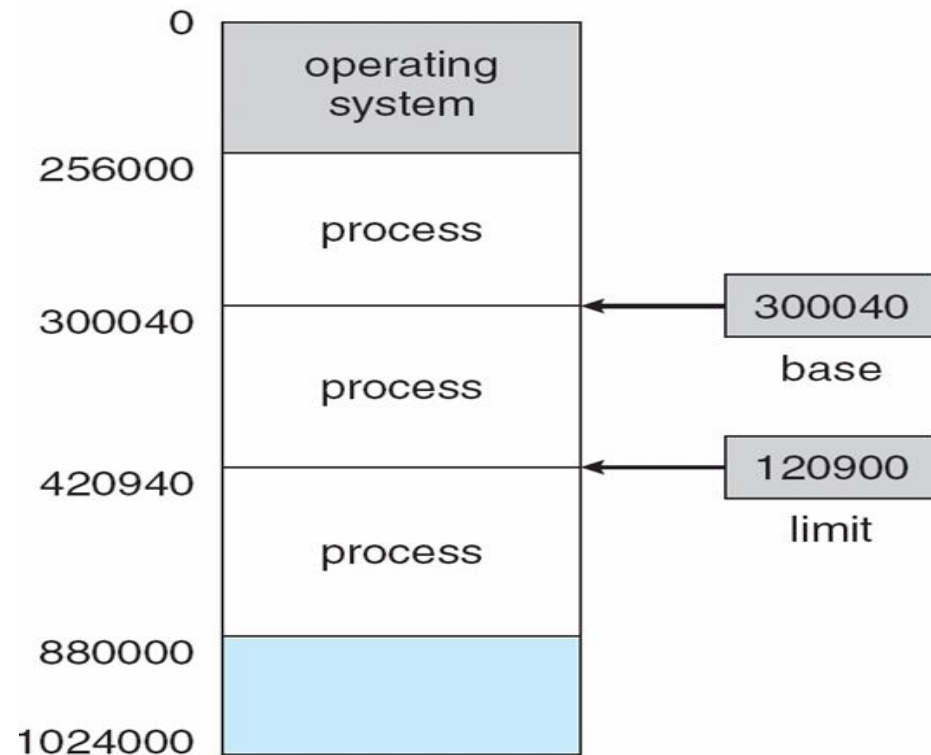 0
operating
system
256000
process
300040
300040
base
process
420940
120900
limit
process
880000
1024000